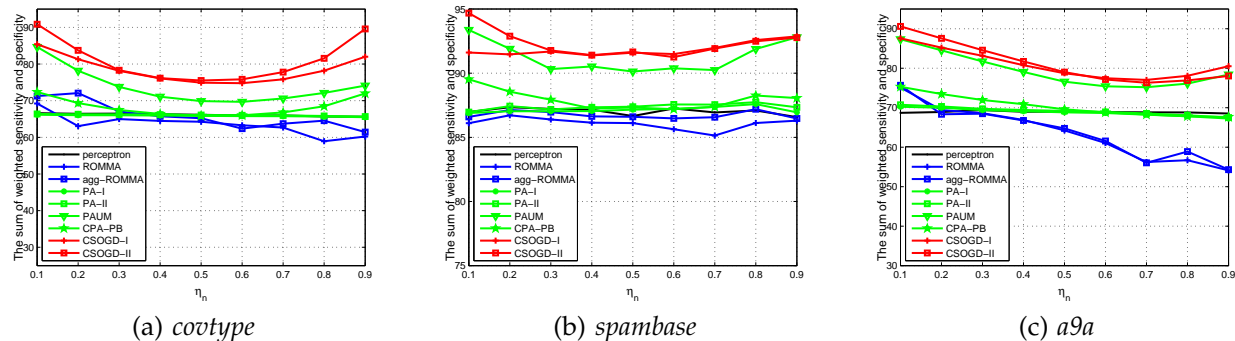 The sum of weighted sensitivity and specificity
90
80
70
60
50
40
30
perceptron
ROMMA
agg−ROMMA
PA−I
PA−II
PAUM
CPA−PB
CSOGD−I
CSOGD−II
0.1 0.2 0.3 0.4 0.5 0.6 0.7 0.8 0.9
ηn
(a) covtype
The sum of weighted sensitivity and specificity
95
90
85
80
75
perceptron
ROMMA
agg−ROMMA
PA−I
PA−II
PAUM
CPA−PB
CSOGD−I
CSOGD−II
0.1 0.2 0.3 0.4 0.5 0.6 0.7 0.8 0.9
ηn
(b) spambase
The sum of weighted sensitivity and specificity
90
80
70
60
50
40
30
perceptron
ROMMA
agg−ROMMA
PA−I
PA−II
PAUM
CPA−PB
CSOGD−I
CSOGD−II
0.1 0.2 0.3 0.4 0.5 0.6 0.7 0.8 0.9
ηn
(c) a9a